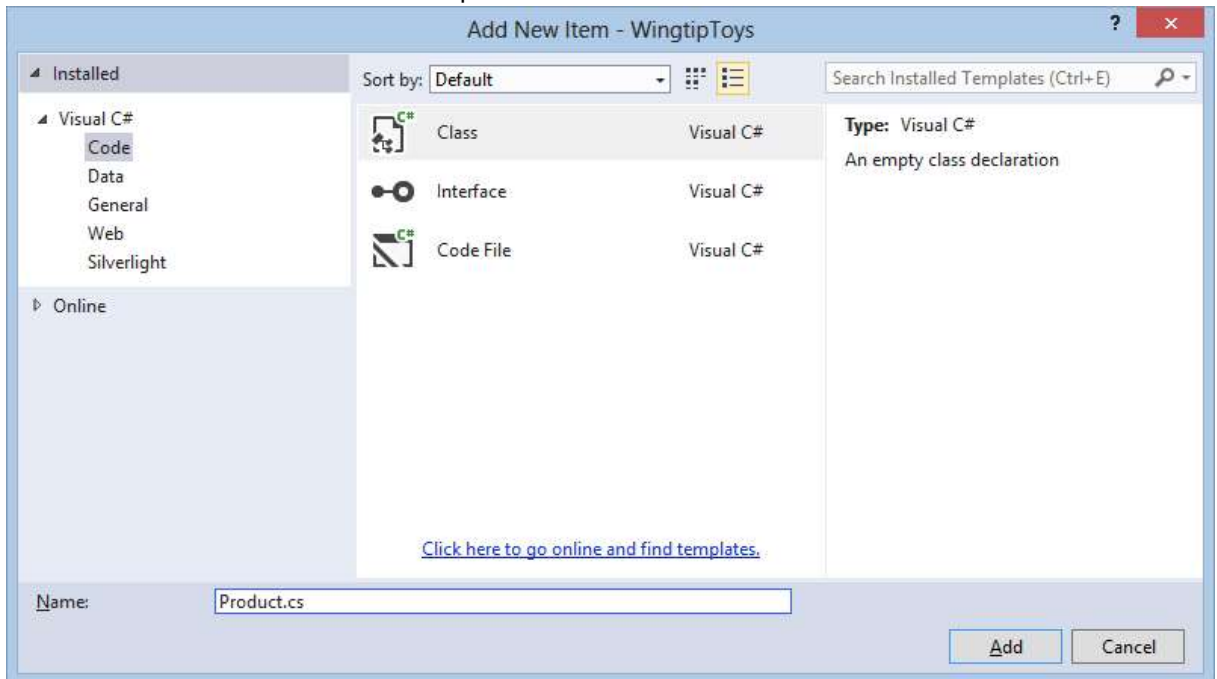 Add New Item - WingtipToys
?
Installed
Sort by: Default
Search Installed Templates (Ctrl+E)
Visual C#
Code
Data
General
Web
Silverlight
Online
C# Class Visual C#
Interface Visual C#
C# Code File Visual C#
Type: Visual C#
An empty class declaration
Click here to go online and find templates.
Name: Product.cs
Add Cancel